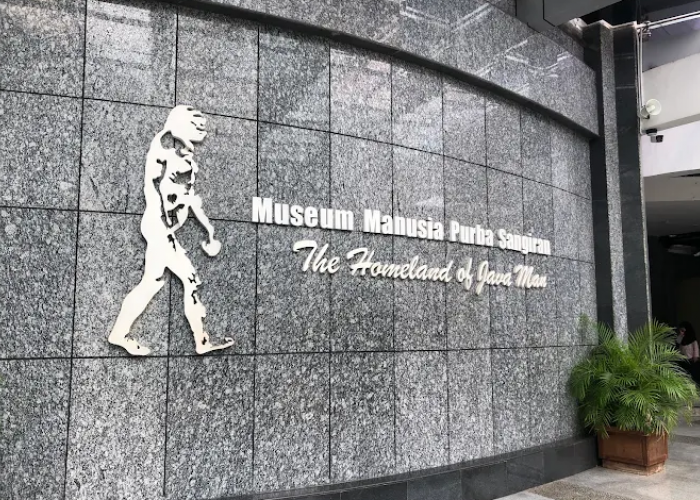 Museum Manusia Purba Sangiran
The Homeland of Java Man